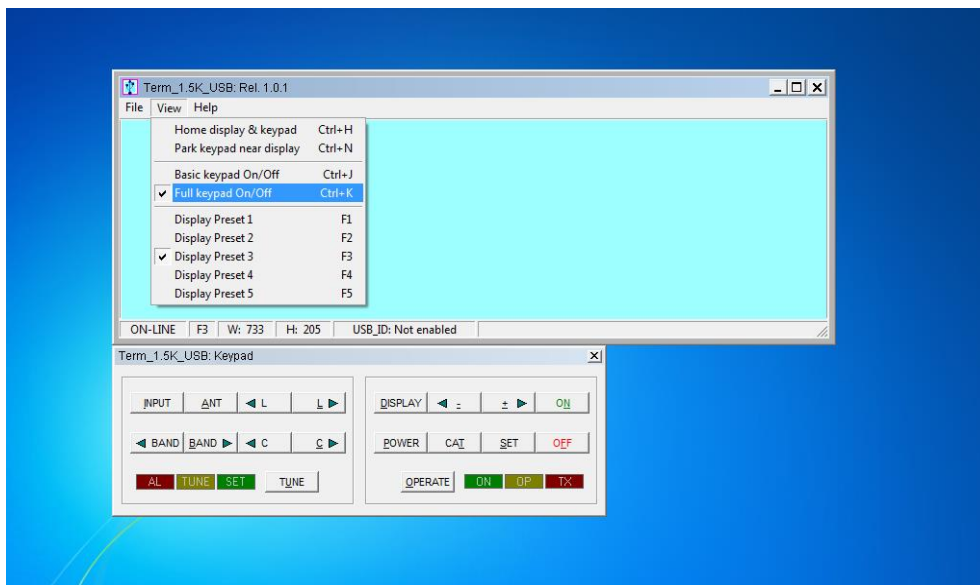 Term_1.5K_USB: Rel. 1.0.1
File View Help
Home display & keypad Ctrl+H
Park keypad near display Ctrl+N
Basic keypad On/Off Ctrl+J
Full keypad On/Off Ctrl+K
Display Preset 1 F1
Display Preset 2 F2
Display Preset 3 F3
Display Preset 4 F4
Display Preset 5 F5
ON-LINE F3 W: 733 H: 205 USB_ID: Not enabled
Term_1.5K_USB: Keypad
INPUT ANT ◄ L L ► DISPLAY ◄ - + ► ON
◄ BAND BAND ► ◄ C C ► POWER CAT SET OFF
AL TUNE SET TUNE OPERATE ON OP TX